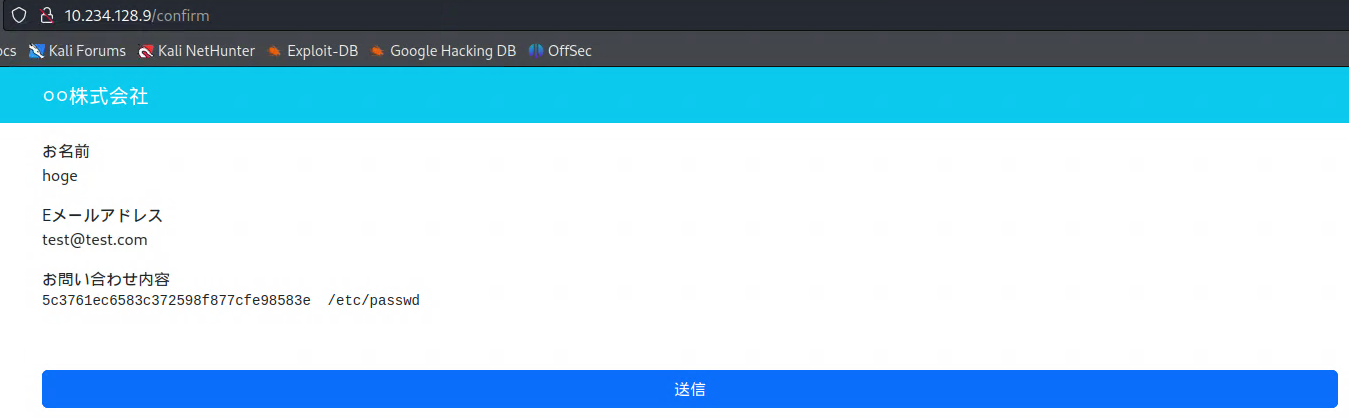 10.234.128.9/confirm
ocs Kali Forums Kali NetHunter Exploit-DB Google Hacking DB OffSec
○○株式会社
お名前
hoge
Eメールアドレス
test@test.com
お問い合わせ内容
5c3761ec6583c372598f877cfe98583e  /etc/passwd
送信